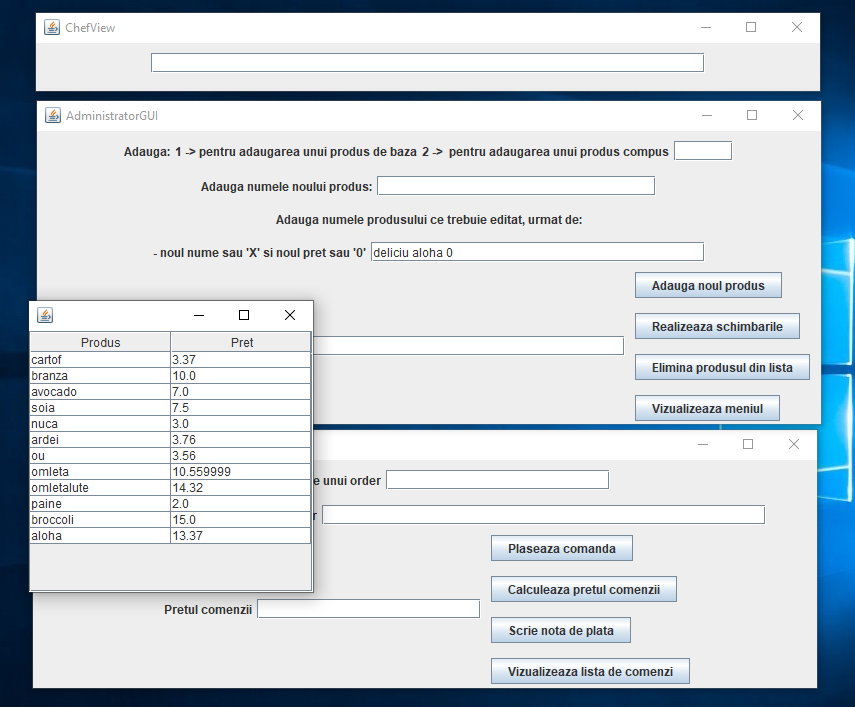 ChefView
AdministratorGUI
Adauga: 1 -> pentru adaugarea unui produs de baza 2 -> pentru adaugarea unui produs compus
Adauga numele noului produs:
Adauga numele produsului ce trebuie editat, urmat de:
- noul nume sau 'X' si noul pret sau '0' deliciu aloha 0
Adauga noul produs
Realizeaza schimbarile
Elimina produsul din lista
Vizualizeaza meniul
Produs Pret
cartof 3.37
branza 10.0
avocado 7.0
soia 7.5
nuca 3.0
ardei 3.76
ou 3.56
omleta 10.559999
omletalute 14.32
paine 2.0
broccoli 15.0
aloha 13.37
e unui order
r
Plaseaza comanda
Calculeaza pretul comenzii
Pretul comenzii
Scrie nota de plata
Vizualizeaza lista de comenzi